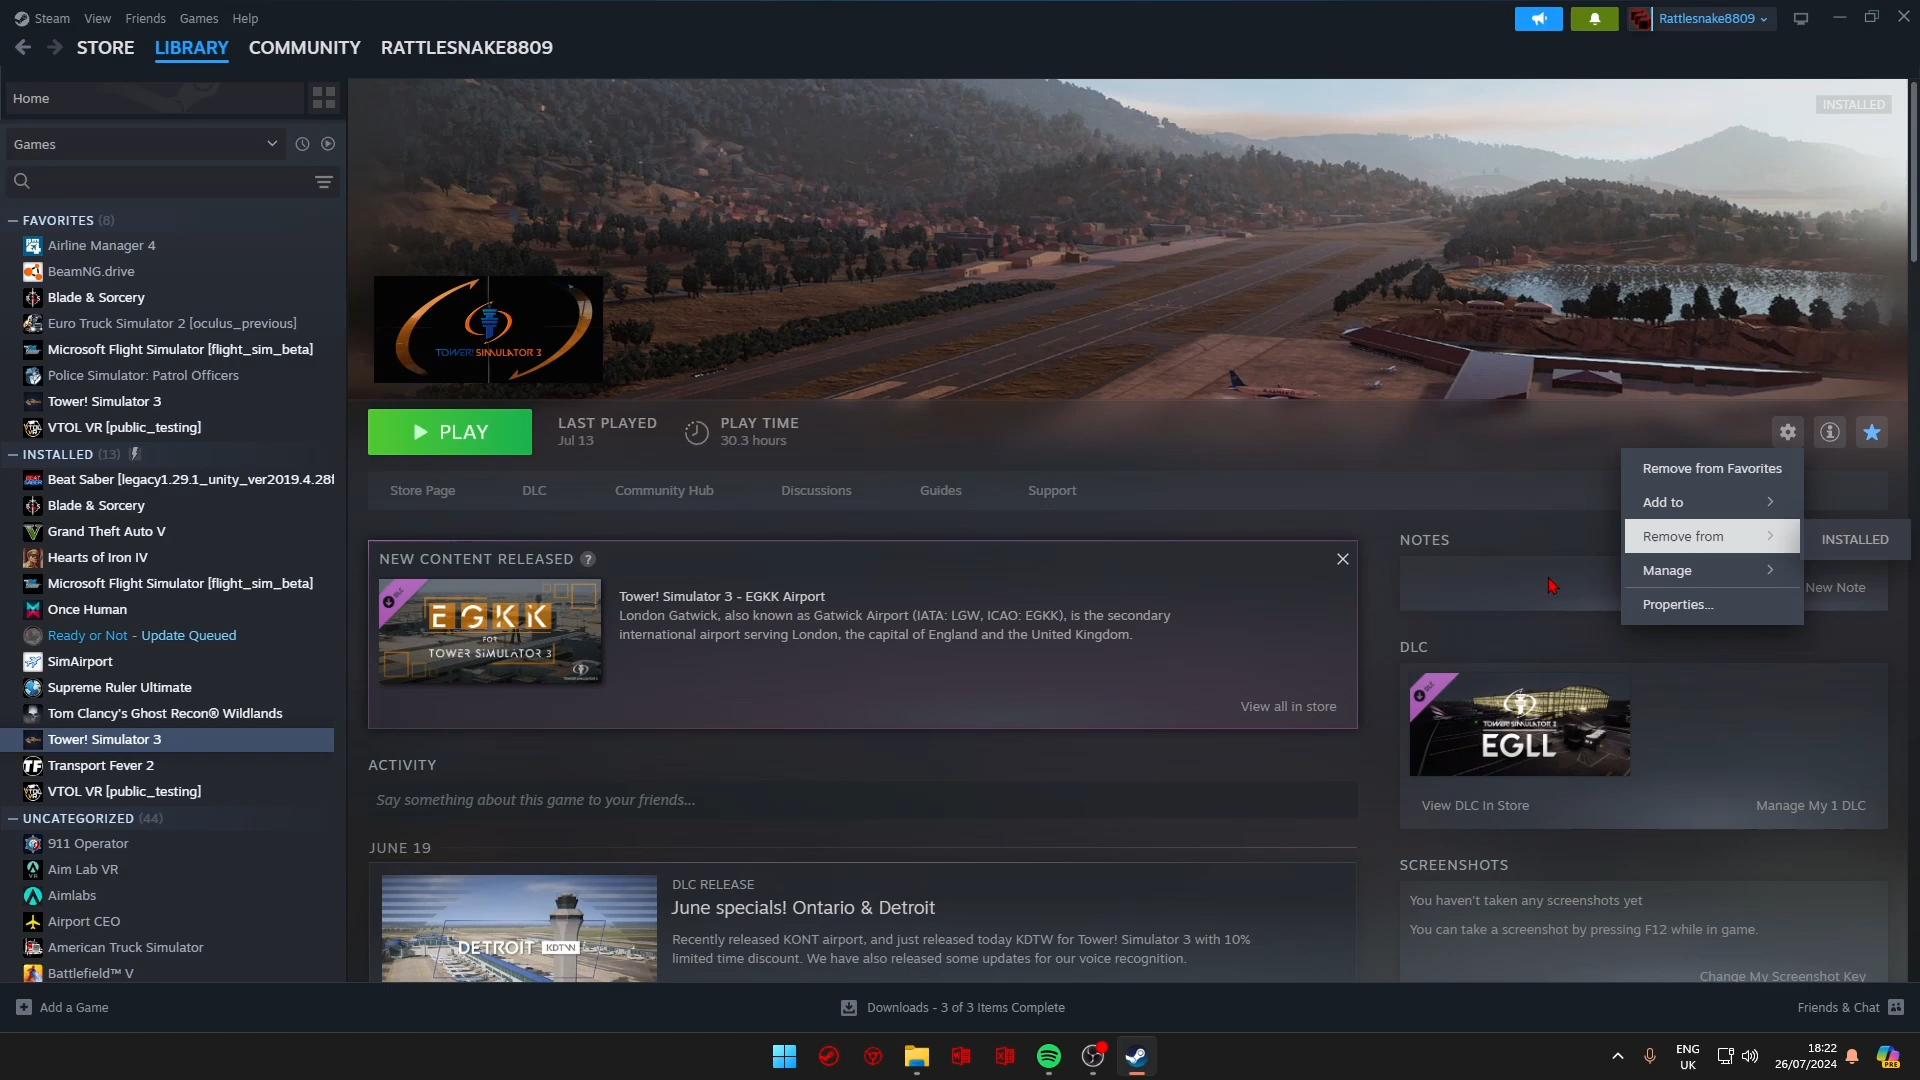 Steam View Friends Games Help
Rattlesnake8809
STORE LIBRARY COMMUNITY RATTLESNAKE8809
Home
Games
FAVORITES (8)
Airline Manager 4
BeamNG.drive
Blade & Sorcery
Euro Truck Simulator 2 [oculus_previous]
Microsoft Flight Simulator [flight_sim_beta]
Police Simulator: Patrol Officers
Tower! Simulator 3
VTOL VR [public_testing]
INSTALLED (13)
Beat Saber [legacy1.29.1_unity_ver2019.4.28f
Blade & Sorcery
Grand Theft Auto V
Hearts of Iron IV
Microsoft Flight Simulator [flight_sim_beta]
Once Human
Ready or Not - Update Queued
SimAirport
Supreme Ruler Ultimate
Tom Clancy's Ghost Recon® Wildlands
Tower! Simulator 3
Transport Fever 2
VTOL VR [public_testing]
UNCATEGORIZED (44)
911 Operator
Aim Lab VR
Aimlabs
Airport CEO
American Truck Simulator
Battlefield™ V
Add a Game
INSTALLED
TOWER! SIMULATOR 3
PLAY
LAST PLAYED
Jul 13
PLAY TIME
30.3 hours
Store Page DLC Community Hub Discussions Guides Support
Remove from Favorites
Add to
Remove from
INSTALLED
Manage
Properties...
NEW CONTENT RELEASED ?
DLC
EGKK
FOR
TOWER SIMULATOR 3
Tower! Simulator 3 - EGKK Airport
London Gatwick, also known as Gatwick Airport (IATA: LGW, ICAO: EGKK), is the secondary
international airport serving London, the capital of England and the United Kingdom.
View all in store
ACTIVITY
Say something about this game to your friends...
JUNE 19
DETROIT KDTW
DLC RELEASE
June specials! Ontario & Detroit
Recently released KONT airport, and just released today KDTW for Tower! Simulator 3 with 10%
limited time discount. We have also released some updates for our voice recognition.
NOTES
New Note
DLC
DLC
TOWER! SIMULATOR 3
EGLL
View DLC In Store
Manage My 1 DLC
SCREENSHOTS
You haven't taken any screenshots yet
You can take a screenshot by pressing F12 while in game.
Change My Screenshot Key
Downloads - 3 of 3 Items Complete
Friends & Chat
ENG
UK
18:22
26/07/2024
PRE